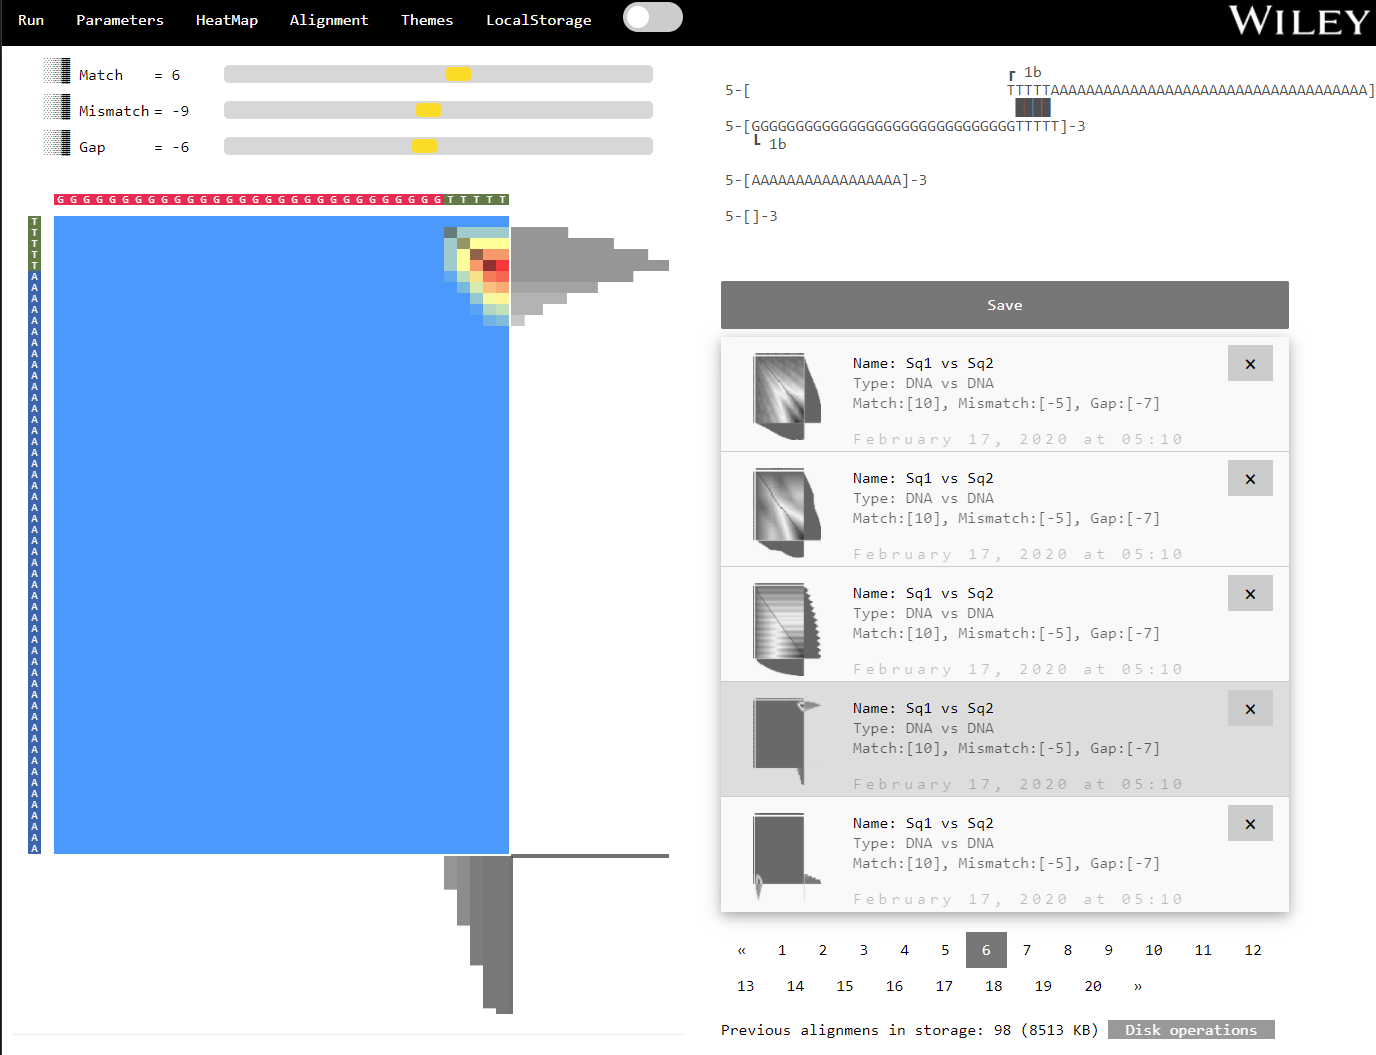 Run Parameters HeatMap Alignment Themes LocalStorage
WILEY
Match = 6
Mismatch = -9
Gap = -6
GGGGGGGGGGGGGGGGGGGGGGGGGGGGGGTTTTT
TTTTTAAAAAAAAAAAAAAAAAAAAAAAAAAAAAAAAAAAAAAAAAAAAAAAAAAAAA
1b
5-[ TTTTTAAAAAAAAAAAAAAAAAAAAAAAAAAAAAAAAAAAA]
5-[GGGGGGGGGGGGGGGGGGGGGGGGGGGGGGTTTTT]-3
1b
5-[AAAAAAAAAAAAAAAAA]-3
5-[]-3
Save
Name: Sq1 vs Sq2 ×
Type: DNA vs DNA
Match:[10], Mismatch:[-5], Gap:[-7]
February 17, 2020 at 05:10
Name: Sq1 vs Sq2 ×
Type: DNA vs DNA
Match:[10], Mismatch:[-5], Gap:[-7]
February 17, 2020 at 05:10
Name: Sq1 vs Sq2 ×
Type: DNA vs DNA
Match:[10], Mismatch:[-5], Gap:[-7]
February 17, 2020 at 05:10
Name: Sq1 vs Sq2 ×
Type: DNA vs DNA
Match:[10], Mismatch:[-5], Gap:[-7]
February 17, 2020 at 05:10
Name: Sq1 vs Sq2 ×
Type: DNA vs DNA
Match:[10], Mismatch:[-5], Gap:[-7]
February 17, 2020 at 05:10
« 1 2 3 4 5 6 7 8 9 10 11 12
13 14 15 16 17 18 19 20 »
Previous alignmens in storage: 98 (8513 KB) Disk operations